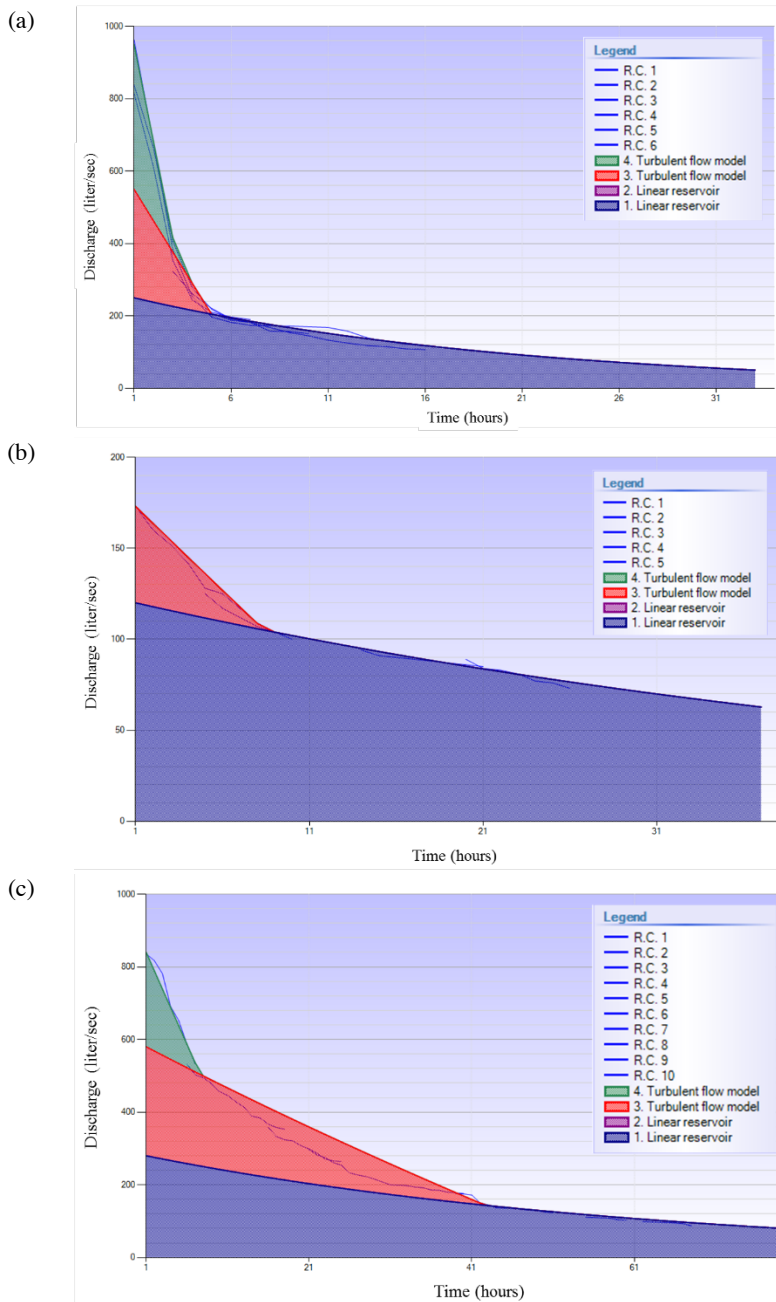 (a)
1000
800
600
400
200
0
Discharge (liter/sec)
1 6 11 16 21 26 31
Time (hours)
Legend
R.C. 1
R.C. 2
R.C. 3
R.C. 4
R.C. 5
R.C. 6
4. Turbulent flow model
3. Turbulent flow model
2. Linear reservoir
1. Linear reservoir
(b)
200
150
100
50
0
Discharge (liter/sec)
1 11 21 31
Time (hours)
Legend
R.C. 1
R.C. 2
R.C. 3
R.C. 4
R.C. 5
4. Turbulent flow model
3. Turbulent flow model
2. Linear reservoir
1. Linear reservoir
(c)
1000
800
600
400
200
0
Discharge (liter/sec)
1 21 41 61
Time (hours)
Legend
R.C. 1
R.C. 2
R.C. 3
R.C. 4
R.C. 5
R.C. 6
R.C. 7
R.C. 8
R.C. 9
R.C. 10
4. Turbulent flow model
3. Turbulent flow model
2. Linear reservoir
1. Linear reservoir